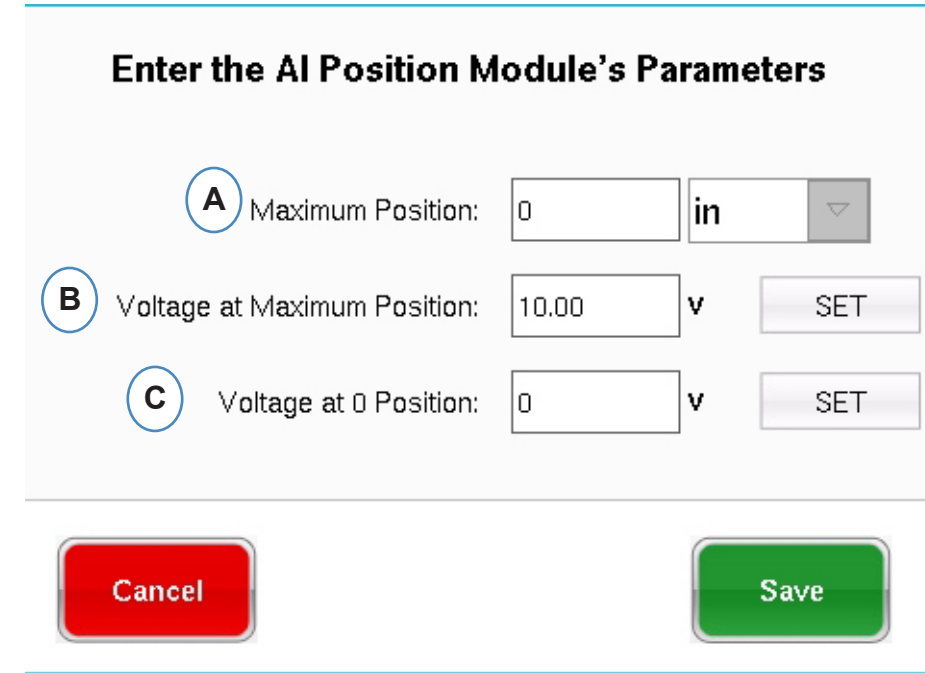 Enter the AI Position Module's Parameters
A Maximum Position: 0 in
B Voltage at Maximum Position: 10.00 v SET
C Voltage at 0 Position: 0 v SET
Cancel Save